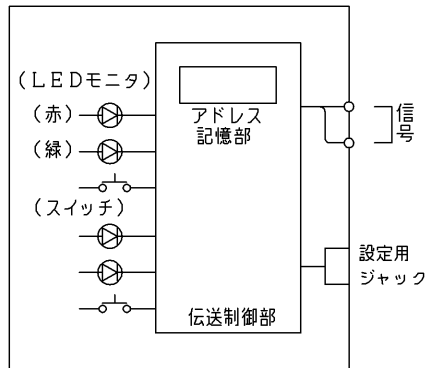 (LEDモニタ)
(赤)
(緑)
(スイッチ)
アドレス
記憶部
伝送制御部
信号
設定用
ジャック